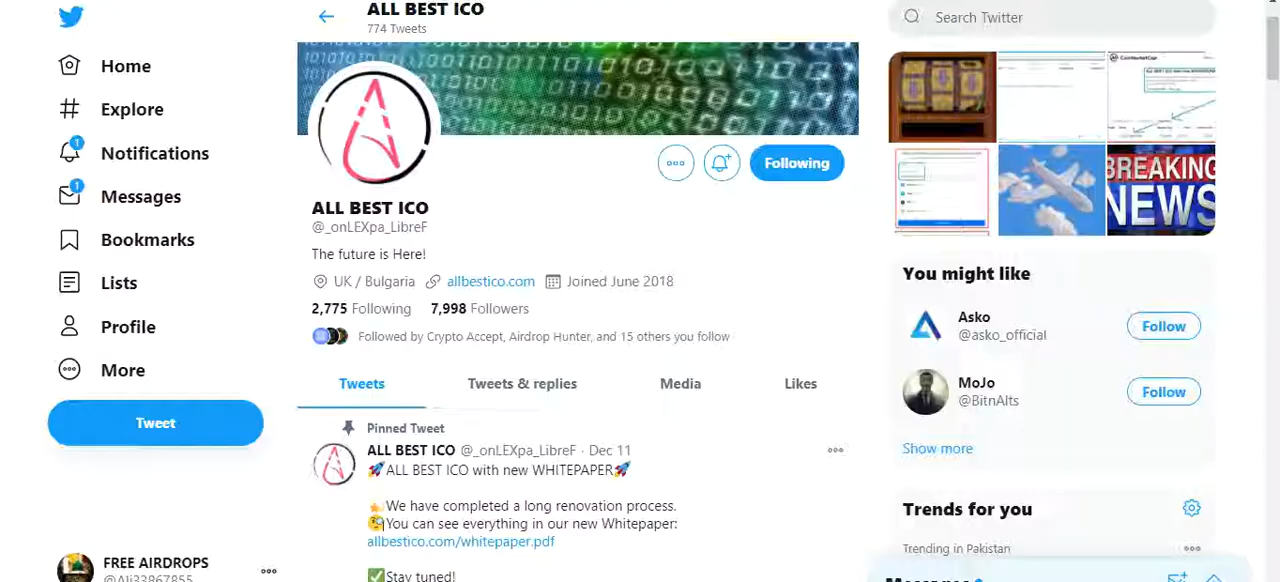 ALL BEST ICO
774 Tweets
Search Twitter
Home
Explore
1
Notifications
1
Messages
Bookmarks
Lists
Profile
More
Tweet
FREE AIRDROPS
@Ali33867855
Following
ALL BEST ICO
@_onLEXpa_LibreF
The future is Here!
UK / Bulgaria allbestico.com Joined June 2018
2,775 Following 7,998 Followers
Followed by Crypto Accept, Airdrop Hunter, and 15 others you follow
Tweets Tweets & replies Media Likes
Pinned Tweet
ALL BEST ICO @_onLEXpa_LibreF · Dec 11
🚀ALL BEST ICO with new WHITEPAPER🚀
💫We have completed a long renovation process.
🧐You can see everything in our new Whitepaper:
allbestico.com/whitepaper.pdf
✅Stay tuned!
CoinMarketCap
BREAKING
NEWS
You might like
Asko
@asko_official
Follow
MoJo
@BitnAlts
Follow
Show more
Trends for you
Trending in Pakistan
Messages